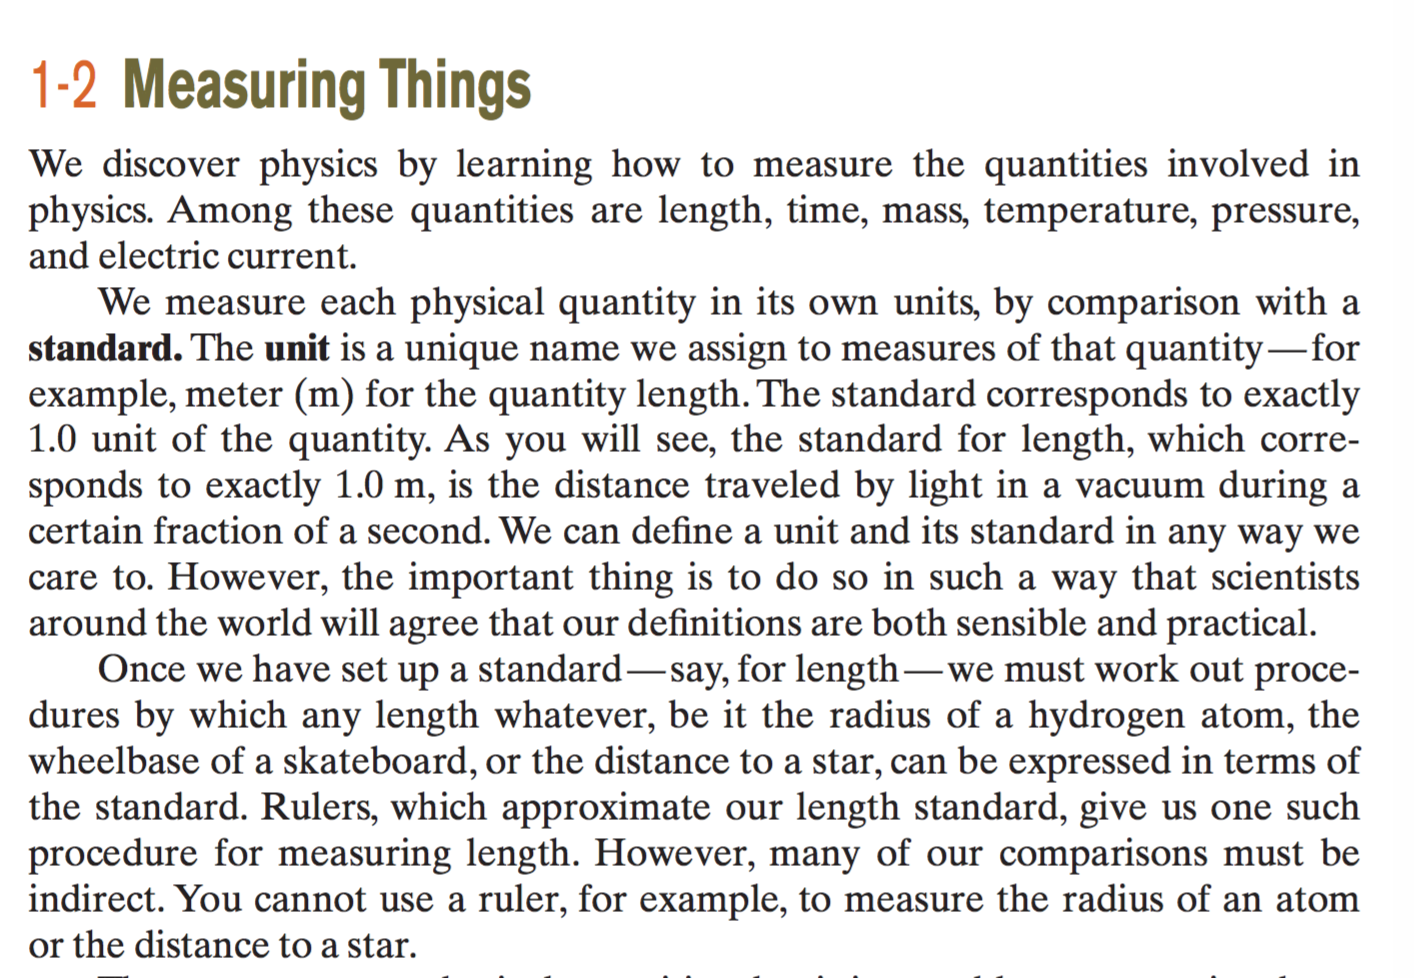 1-2 Measuring Things
We discover physics by learning how to measure the quantities involved in
physics. Among these quantities are length, time, mass, temperature, pressure,
and electric current.
We measure each physical quantity in its own units, by comparison with a
standard. The unit is a unique name we assign to measures of that quantity—for
example, meter (m) for the quantity length. The standard corresponds to exactly
1.0 unit of the quantity. As you will see, the standard for length, which corre-
sponds to exactly 1.0 m, is the distance traveled by light in a vacuum during a
certain fraction of a second. We can define a unit and its standard in any way we
care to. However, the important thing is to do so in such a way that scientists
around the world will agree that our definitions are both sensible and practical.
Once we have set up a standard—say, for length—we must work out proce-
dures by which any length whatever, be it the radius of a hydrogen atom, the
wheelbase of a skateboard, or the distance to a star, can be expressed in terms of
the standard. Rulers, which approximate our length standard, give us one such
procedure for measuring length. However, many of our comparisons must be
indirect. You cannot use a ruler, for example, to measure the radius of an atom
or the distance to a star.